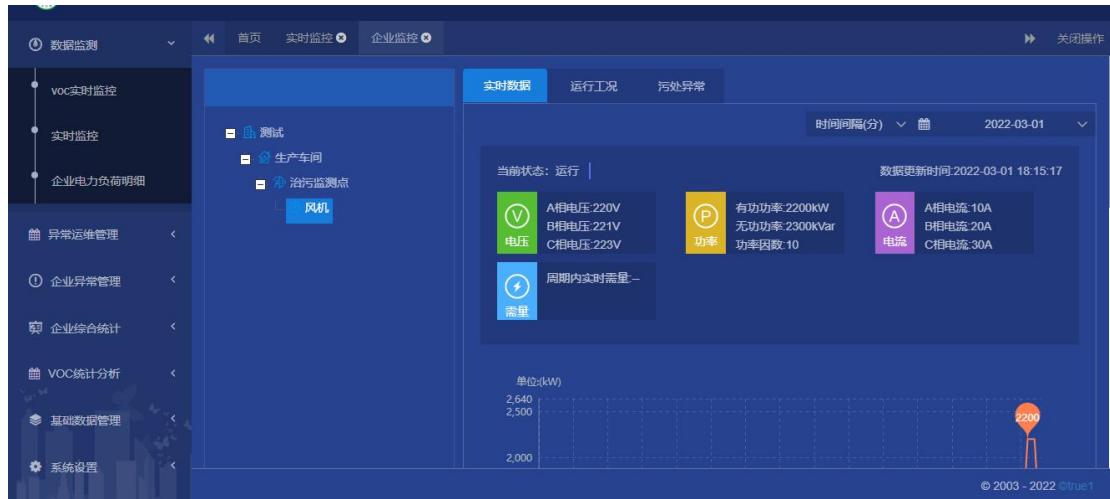 数据监测
首页 实时监控 企业监控 关闭操作
voc实时监控
实时监控
企业电力负荷明细
异常运维管理
企业异常管理
企业综合统计
VOC统计分析
基础数据管理
系统设置
测试
生产车间
治污监测点
风机
实时数据 运行工况 污处异常
时间间隔(分) 2022-03-01
当前状态：运行 数据更新时间:2022-03-01 18:15:17
电压
A相电压:220V
B相电压:221V
C相电压:223V
功率
有功功率:2200kW
无功功率:2300kVar
功率因数:10
电流
A相电流:10A
B相电流:20A
C相电流:30A
需量
周期内实时需量:--
单位:(kW)
2,640
2,500
2200
2,000
© 2003 - 2022 ©true1